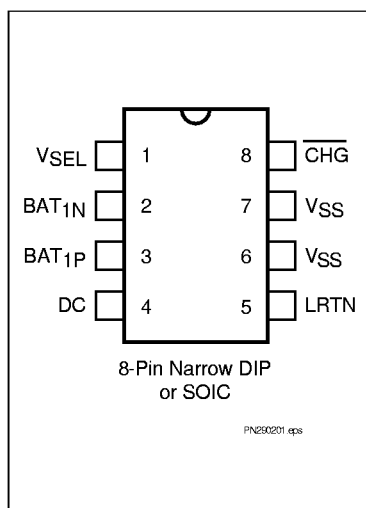 VSEL 1 8 CHG
BAT1N 2 7 VSS
BAT1P 3 6 VSS
DC 4 5 LRTN
8-Pin Narrow DIP
or SOIC
PN290201.eps